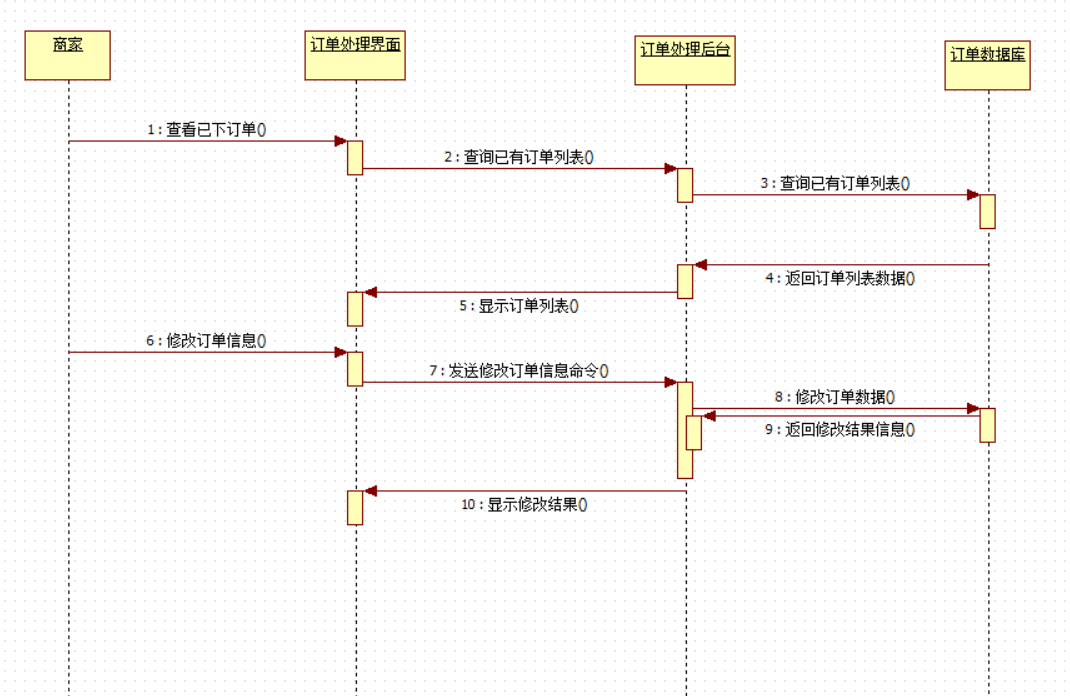 商家
订单处理界面
订单处理后台
订单数据库
1 : 查看已下订单()
2 : 查询已有订单列表()
3 : 查询已有订单列表()
4 : 返回订单列表数据()
5 : 显示订单列表()
6 : 修改订单信息()
7 : 发送修改订单信息命令()
8 : 修改订单数据()
9 : 返回修改结果信息()
10 : 显示修改结果()